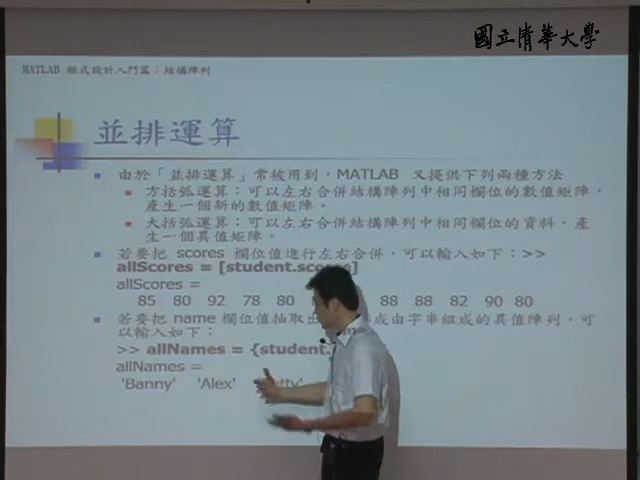 國立清華大學
MATLAB 程式設計入門篇：結構陣列
並排運算
由於「並排運算」常被用到，MATLAB 又提供下列兩種方法
方括弧運算：可以左右合併結構陣列中相同欄位的數值矩陣，
產生一個新的數值矩陣。
大括弧運算：可以左右合併結構陣列中相同欄位的資料，產
生一個異值矩陣。
若要把 scores 欄位值進行左右合併，可以輸入如下：>>
allScores = [student.scores]
allScores =
85 80 92 78 80 88 88 82 90 80
若要把 name 欄位值抽取出 成由字串組成的異值陣列，可
以輸入如下：
>> allNames = {student.
allNames =
'Banny' 'Alex'